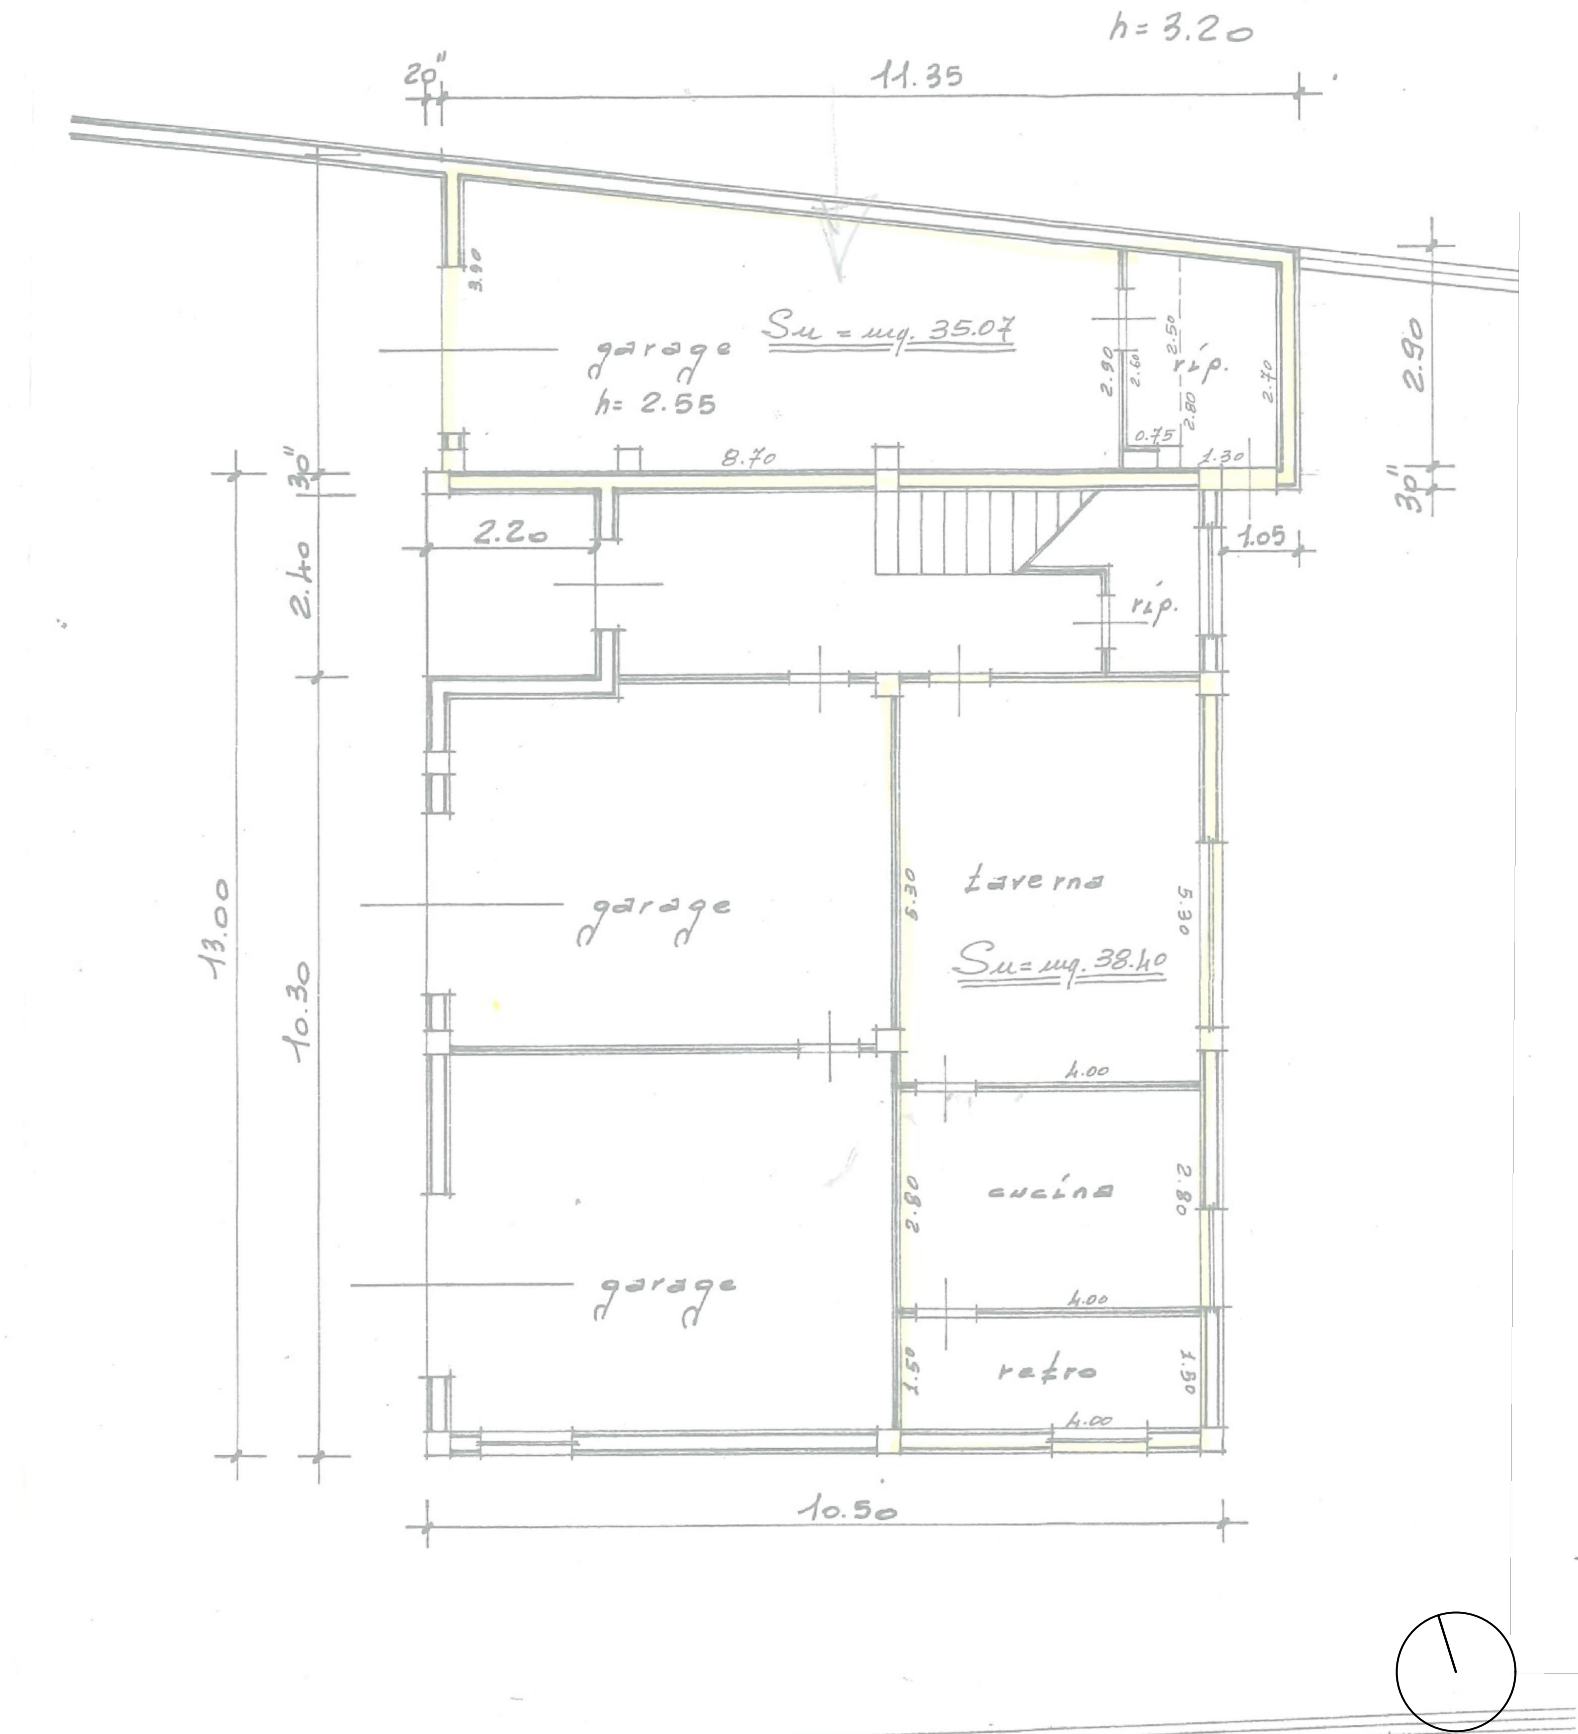 h= 3.20
20"
11.35
3.90
Su = mq. 35.07
garage
h= 2.55
2.90
2.60
2.50
rip.
2.80
2.70
2.90
0.75
8.70
1.30
30"
30"
2.20
1.05
2.40
rip.
13.00
10.30
garage
5.30
taverna
5.30
Su= mq. 38.40
4.00
2.80
cucina
2.80
garage
4.00
1.50
retro
1.50
4.00
10.50